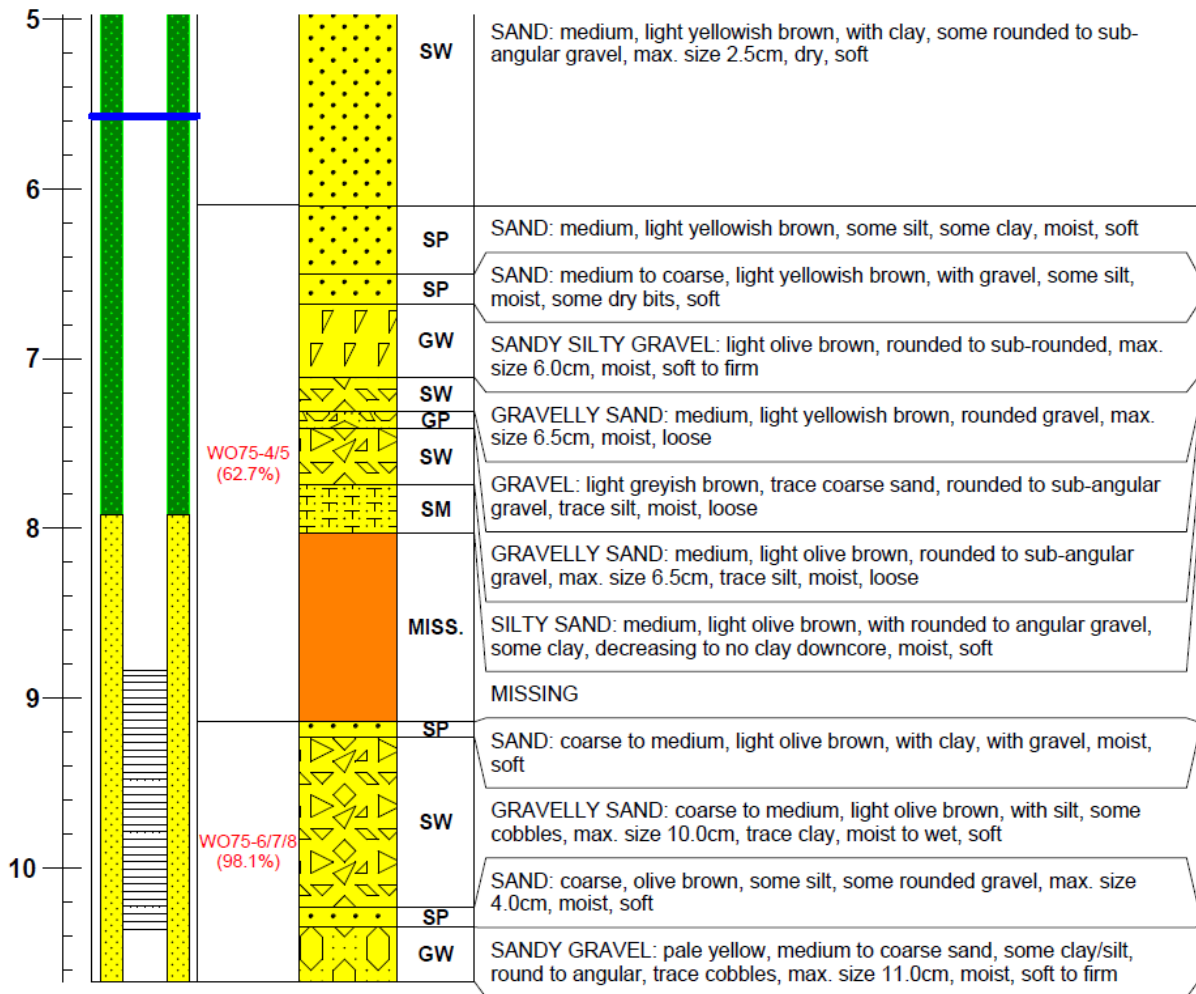 5
SW
SAND: medium, light yellowish brown, with clay, some rounded to sub-
angular gravel, max. size 2.5cm, dry, soft
6
SP
SAND: medium, light yellowish brown, some silt, some clay, moist, soft
SP
SAND: medium to coarse, light yellowish brown, with gravel, some silt,
moist, some dry bits, soft
7
GW
SANDY SILTY GRAVEL: light olive brown, rounded to sub-rounded, max.
size 6.0cm, moist, soft to firm
SW
GRAVELLY SAND: medium, light yellowish brown, rounded gravel, max.
size 6.5cm, moist, loose
GP
GRAVEL: light greyish brown, trace coarse sand, rounded to sub-angular
gravel, trace silt, moist, loose
WO75-4/5
(62.7%)
SW
GRAVELLY SAND: medium, light olive brown, rounded to sub-angular
gravel, max. size 6.5cm, trace silt, moist, loose
8
SM
SILTY SAND: medium, light olive brown, with rounded to angular gravel,
some clay, decreasing to no clay downcore, moist, soft
MISS.
MISSING
9
SP
SAND: coarse to medium, light olive brown, with clay, with gravel, moist,
soft
WO75-6/7/8
(98.1%)
SW
GRAVELLY SAND: coarse to medium, light olive brown, with silt, some
cobbles, max. size 10.0cm, trace clay, moist to wet, soft
10
SP
SAND: coarse, olive brown, some silt, some rounded gravel, max. size
4.0cm, moist, soft
GW
SANDY GRAVEL: pale yellow, medium to coarse sand, some clay/silt,
round to angular, trace cobbles, max. size 11.0cm, moist, soft to firm